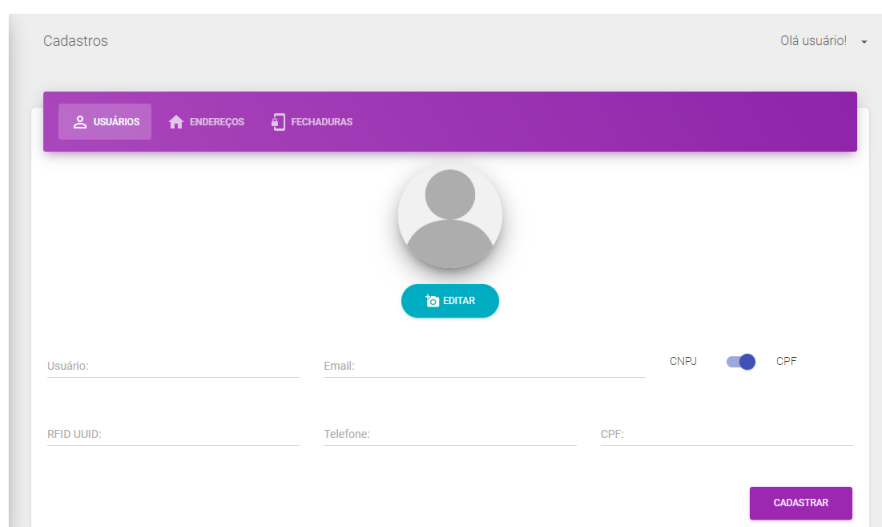 Cadastros
Olá usuário!
USUÁRIOS
ENDEREÇOS
FECHADURAS
EDITAR
Usuário:
Email:
CNPJ
CPF
RFID UUID:
Telefone:
CPF:
CADASTRAR